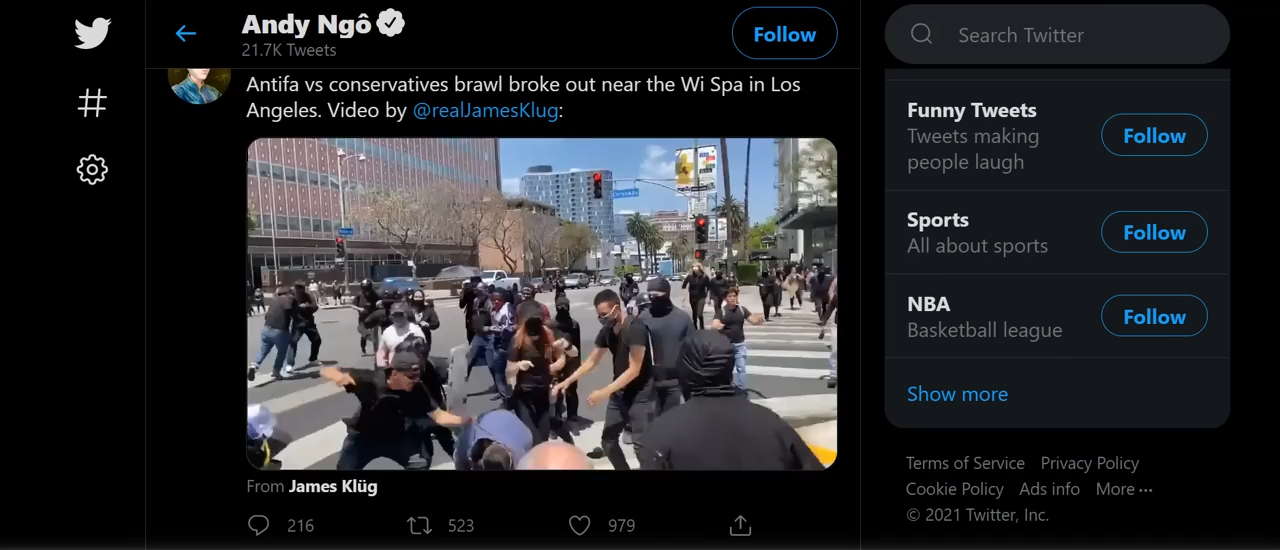 Andy Ngô
21.7K Tweets
Follow
Antifa vs conservatives brawl broke out near the Wi Spa in Los
Angeles. Video by @realJamesKlug:
From James Klüg
216
523
979
Search Twitter
Funny Tweets
Tweets making
people laugh
Follow
Sports
All about sports
Follow
NBA
Basketball league
Follow
Show more
Terms of Service Privacy Policy
Cookie Policy Ads info More ···
© 2021 Twitter, Inc.